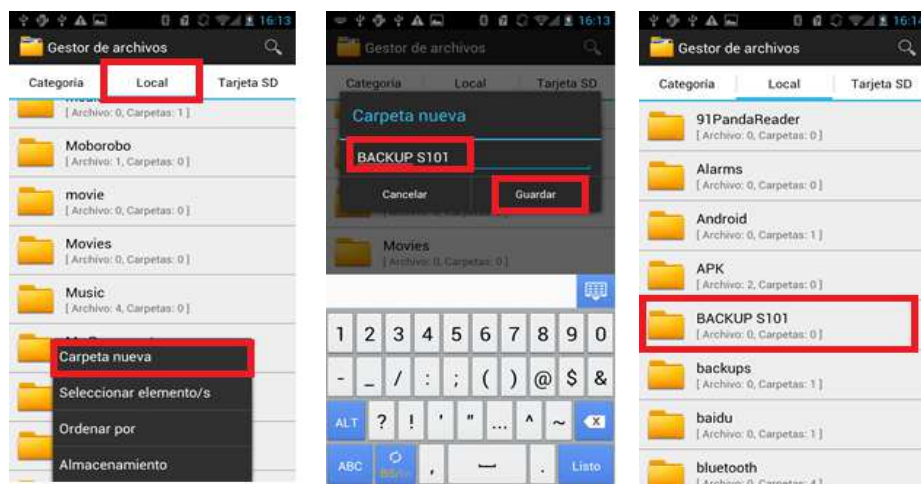 16:13
Gestor de archivos
Categoría Local Tarjeta SD
[ Archivo: 0, Carpetas: 1 ]
Moborobo
[ Archivo: 1, Carpetas: 0 ]
movie
[ Archivo: 0, Carpetas: 0 ]
Movies
[ Archivo: 0, Carpetas: 0 ]
Music
[ Archivo: 4, Carpetas: 0 ]
Carpeta nueva
Seleccionar elemento/s
Ordenar por
Almacenamiento
16:13
Gestor de archivos
Categoría Local Tarjeta SD
Carpeta nueva
BACKUP S101
Cancelar Guardar
Movies
[ Archivo: 0, Carpetas: 0 ]
1 2 3 4 5 6 7 8 9 0
- _ / : ; ( ) @ $ &
ALT ? ! ' " ... ^ ~
ABC , . Listo
16:14
Gestor de archivos
Categoría Local Tarjeta SD
91PandaReader
[ Archivo: 0, Carpetas: 0 ]
Alarms
[ Archivo: 0, Carpetas: 0 ]
Android
[ Archivo: 0, Carpetas: 1 ]
APK
[ Archivo: 2, Carpetas: 0 ]
BACKUP S101
[ Archivo: 0, Carpetas: 0 ]
backups
[ Archivo: 0, Carpetas: 1 ]
baidu
[ Archivo: 0, Carpetas: 1 ]
bluetooth
[ Archivo: 0, Carpetas: 4 ]